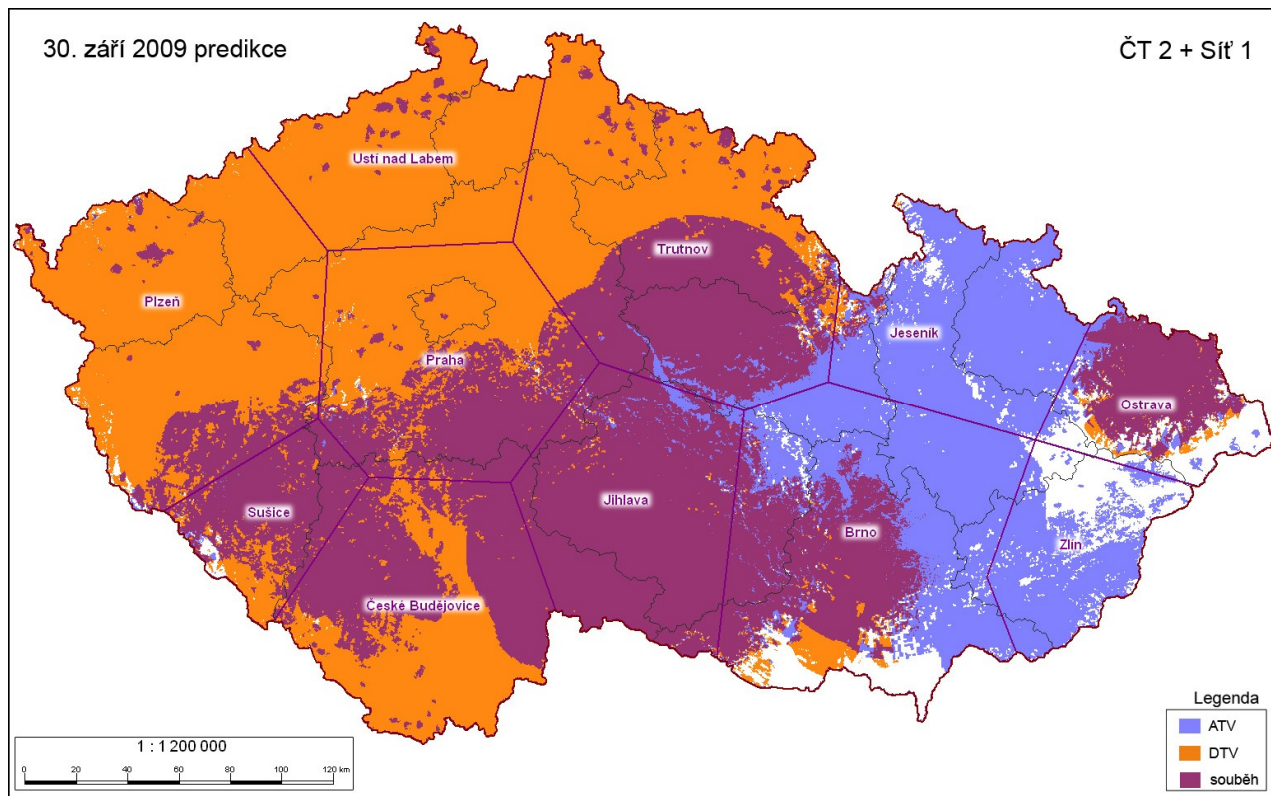 30. září 2009 predikce
ČT 2 + Síť 1
Ústí nad Labem
Trutnov
Plzeň
Jeseník
Praha
Ostrava
Sušice
Jihlava
Brno
Zlín
České Budějovice
Legenda
ATV
DTV
souběh
1 : 1 200 000
0 20 40 60 80 100 120 km